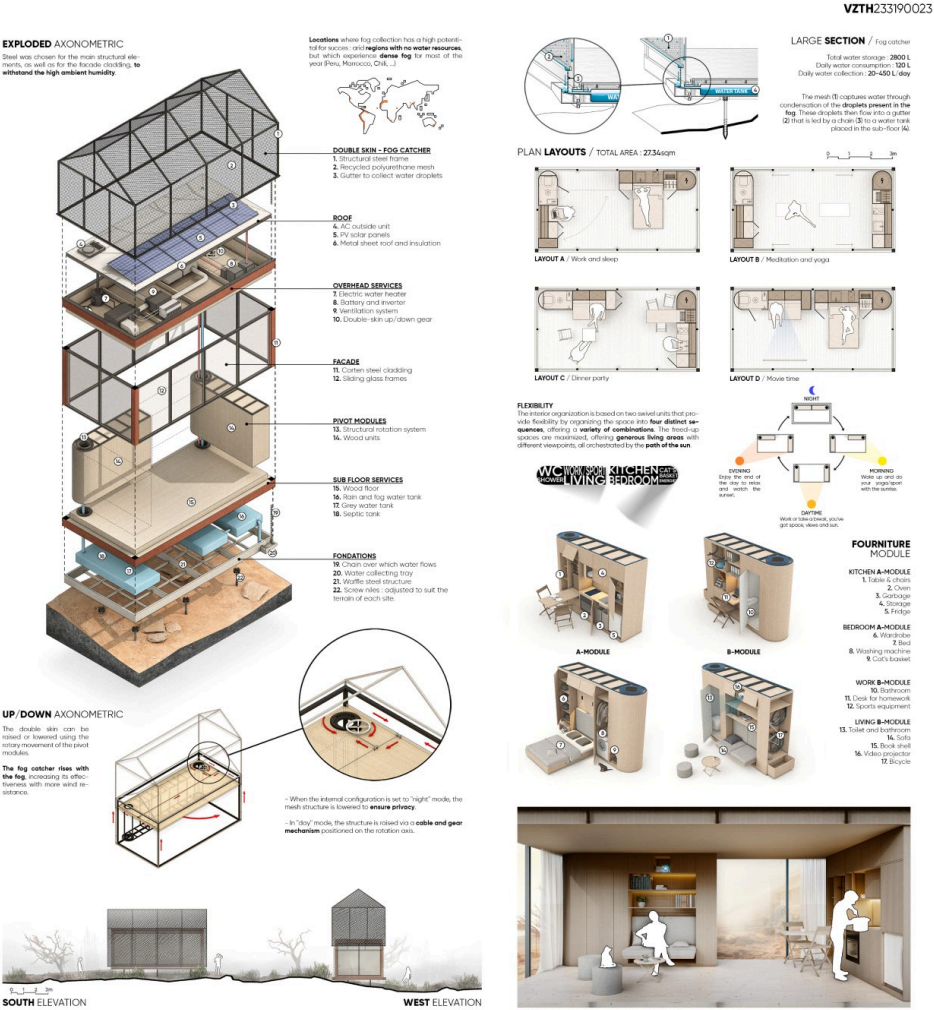 VZTH233190023
EXPLODED AXONOMETRIC
Steel was chosen for the main structural ele-
ments, as well as for the facade cladding, to
withstand the high ambient humidity.
Locations where fog collection has a high potenti-
tal for succes : arid regions with no water resources,
but which experience dense fog for most of the
year (Peru, Marrocco, Chili, ...)
DOUBLE SKIN - FOG CATCHER
1. Structural steel frame
2. Recycled polyurethane mesh
3. Gutter to collect water droplets
ROOF
4. AC outside unit
5. PV solar panels
6. Metal sheet roof and insulation
OVERHEAD SERVICES
7. Electric water heater
8. Battery and inverter
9. Ventilation system
10. Double-skin up/down gear
FACADE
11. Corten steel cladding
12. Sliding glass frames
PIVOT MODULES
13. Structural rotation system
14. Wood units
SUB FLOOR SERVICES
15. Wood floor
16. Rain and fog water tank
17. Grey water tank
18. Septic tank
FONDATIONS
19. Chain over which water flows
20. Water collecting tray
21. Waffle steel structure
22. Screw niles : adjusted to suit the
terrain of each site.
UP/DOWN AXONOMETRIC
The double skin can be
raised or lowered using the
rotary movement of the pivot
modules.
The fog catcher rises with
the fog, increasing its effec-
tiveness with more wind re-
sistance.
- When the internal configuration is set to "night" mode, the
mesh structure is lowered to ensure privacy.
- In "day" mode, the structure is raised via a cable and gear
mechanism positioned on the rotation axis.
SOUTH ELEVATION
WEST ELEVATION
LARGE SECTION / Fog catcher
Total water storage : 2800 L
Daily water consumption : 120 L
Daily water collection : 20-450 L/day
The mesh (1) captures water through
condensation of the droplets present in the
fog. These droplets then flow into a gutter
(2) that is led by a chain (3) to a water tank
placed in the sub-floor (4).
WATER TANK
PLAN LAYOUTS / TOTAL AREA : 27.34sqm
0 1 2 3m
LAYOUT A / Work and sleep
LAYOUT B / Meditation and yoga
LAYOUT C / Dinner party
LAYOUT D / Movie time
FLEXIBILITY
The interior organization is based on two swivel units that pro-
vide flexibility by organizing the space into four distinct se-
quences, offering a variety of combinations. The freed-up
spaces are maximized, offering generous living areas with
different viewpoints, all orchestrated by the path of the sun.
NIGHT
EVENING
Enjoy the end of
the day to relax
and watch the
sunset.
MORNING
Wake up and do
your yoga/sport
with the sunrise.
DAYTIME
Work or take a break, you've
got space, views and sun.
WC WORK SPORT KITCHEN CAT'S BASKET
SHOWER LIVING BEDROOM
FOURNITURE
MODULE
KITCHEN A-MODULE
1. Table & chairs
2. Oven
3. Garbage
4. Storage
5. Fridge
BEDROOM A-MODULE
6. Wardrobe
7. Bed
8. Washing machine
9. Cat's basket
WORK B-MODULE
10. Bathroom
11. Desk for homework
12. Sports equipment
LIVING B-MODULE
13. Toilet and bathroom
14. Sofa
15. Book shell
16. Video projector
17. Bicycle
A-MODULE
B-MODULE